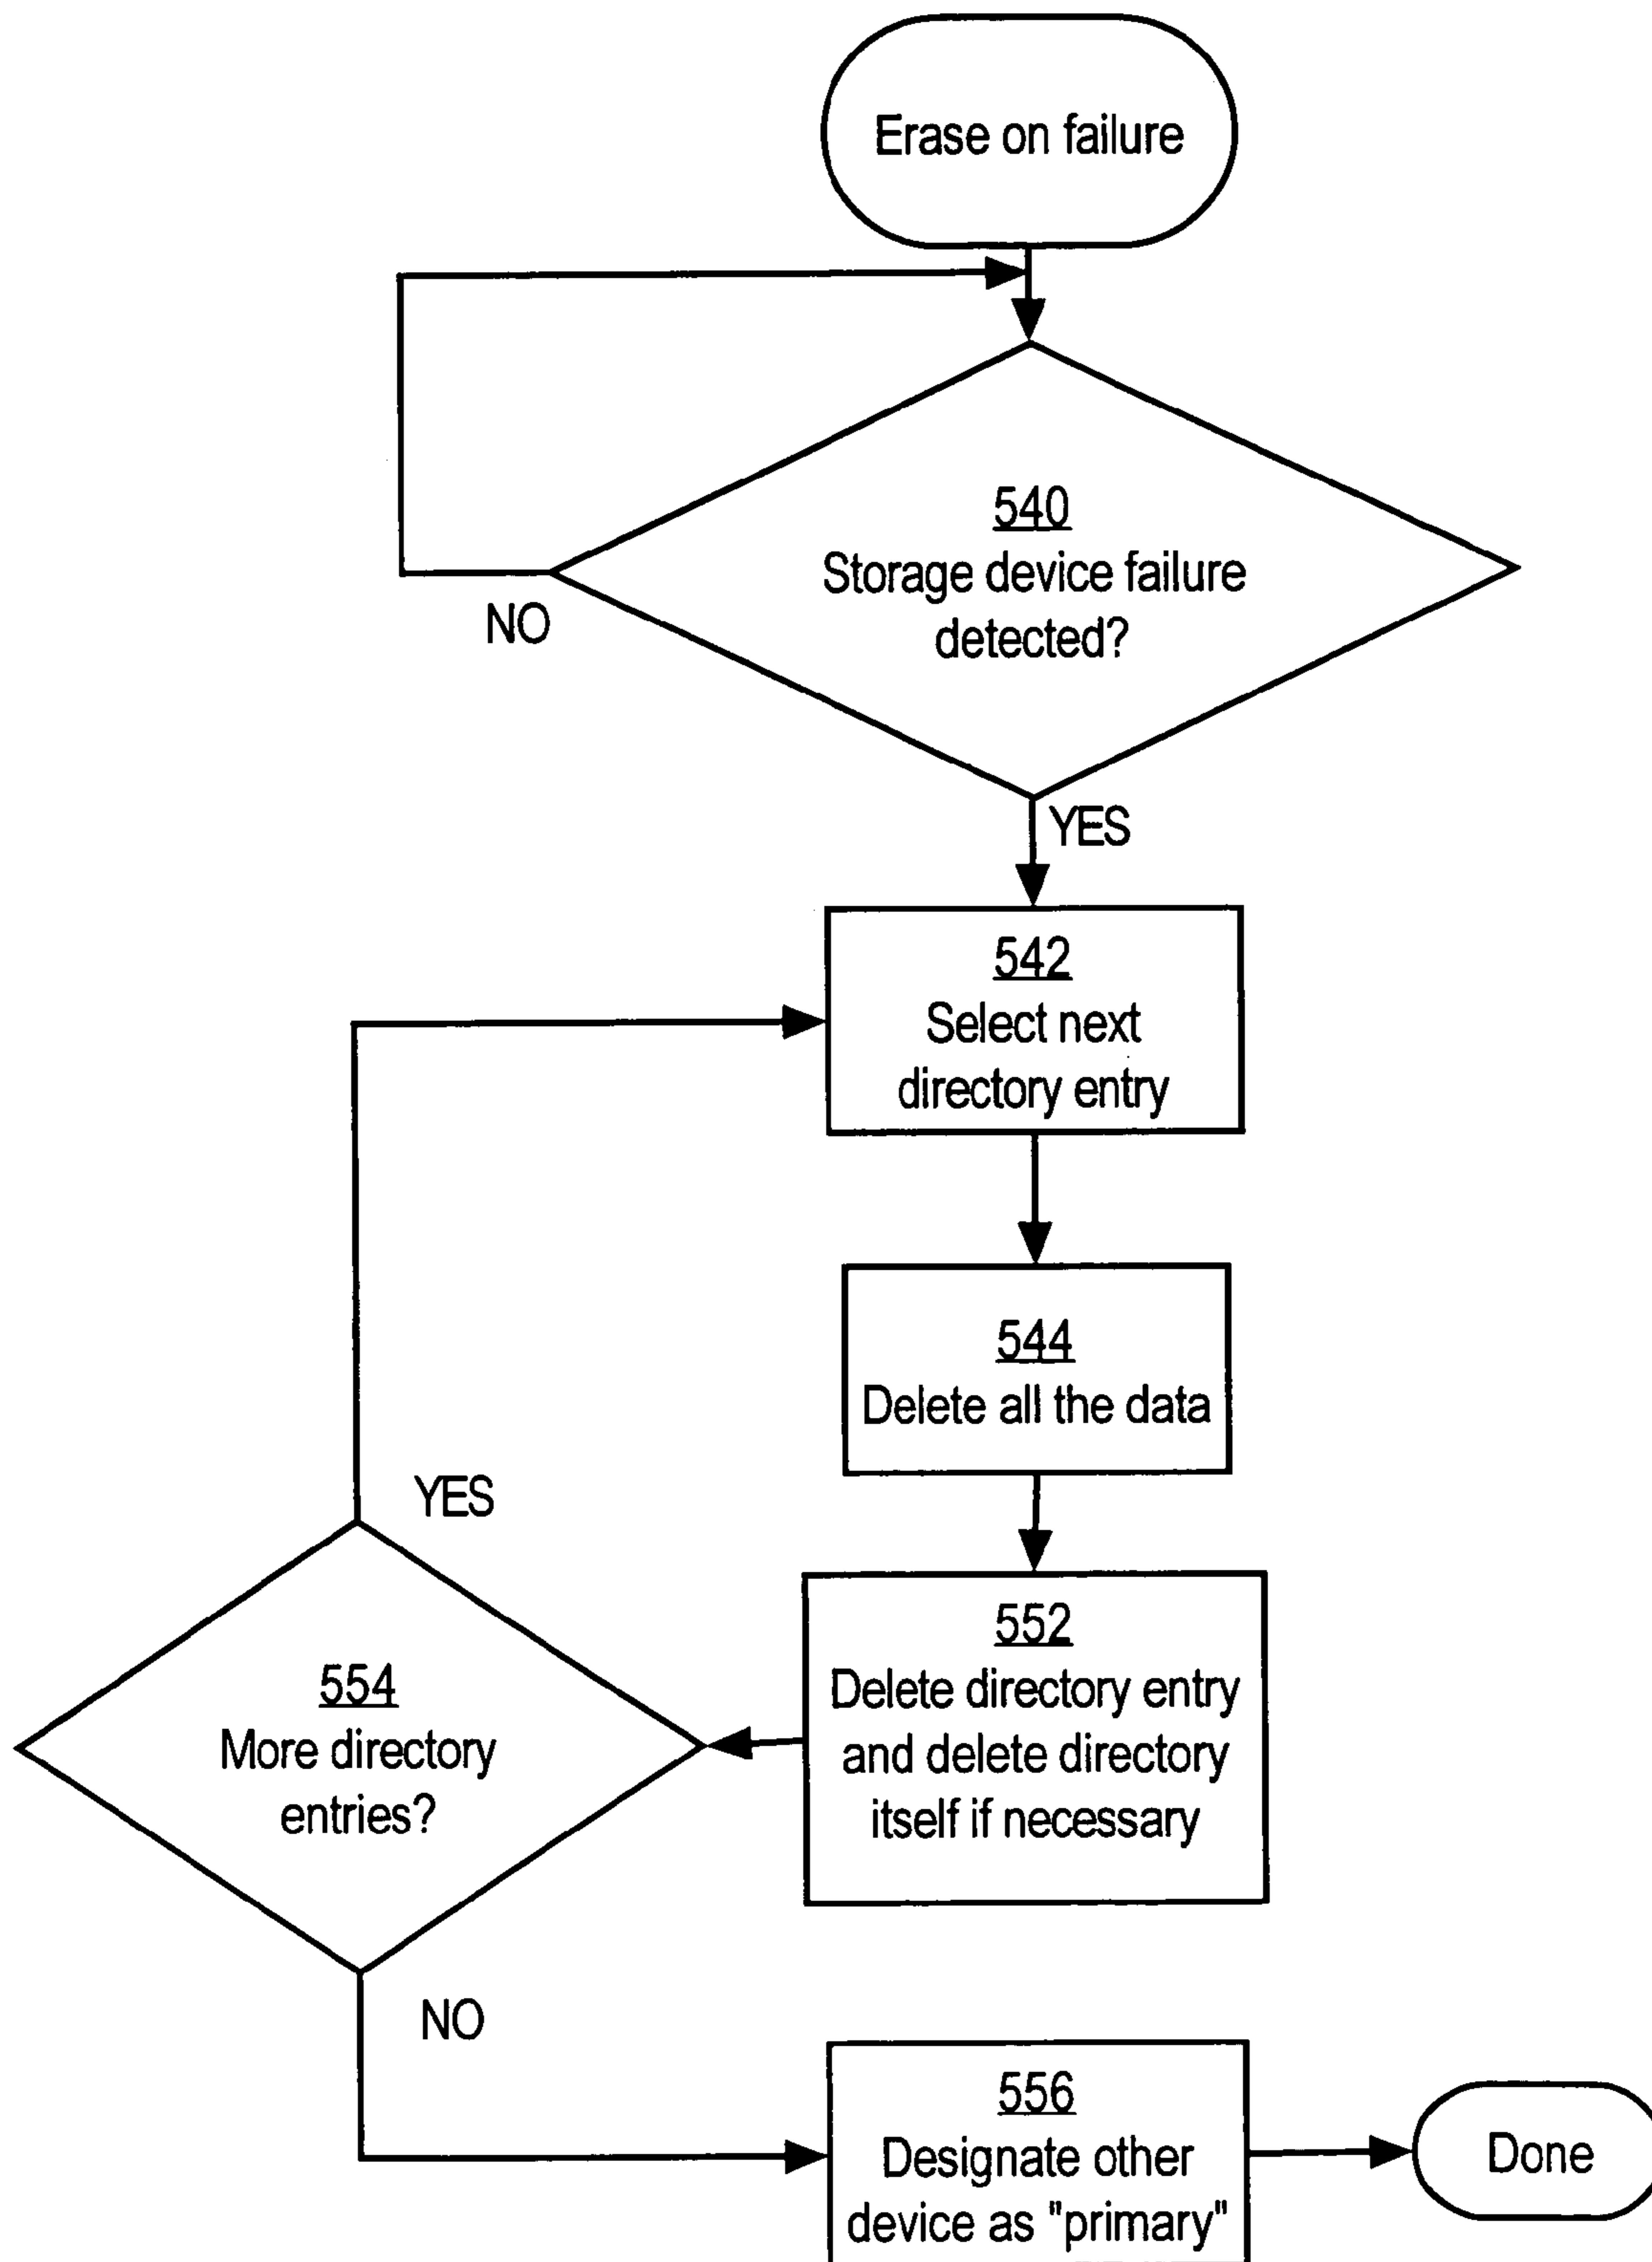 Erase on failure
540
Storage device failure
detected?
NO
YES
542
Select next
directory entry
544
Delete all the data
YES
552
Delete directory entry
and delete directory
itself if necessary
554
More directory
entries?
NO
556
Designate other
device as "primary"
Done